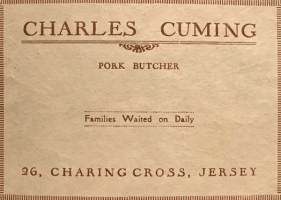 CHARLES CUMING
PORK BUTCHER
Families Waited on Daily
26, CHARING CROSS, JERSEY